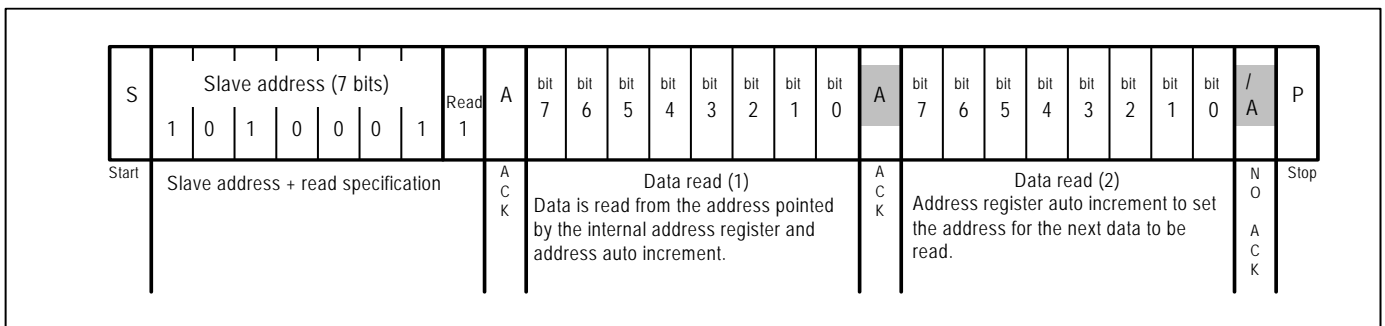 S Slave address (7 bits) Read A bit bit bit bit bit bit bit bit A bit bit bit bit bit bit bit bit / P
1 0 1 0 0 0 1 1 7 6 5 4 3 2 1 0 7 6 5 4 3 2 1 0 A
Start Slave address + read specification
ACK
Data read (1)
Data is read from the address pointed
by the internal address register and
address auto increment.
ACK
Data read (2)
Address register auto increment to set
the address for the next data to be
read.
NO ACK
Stop